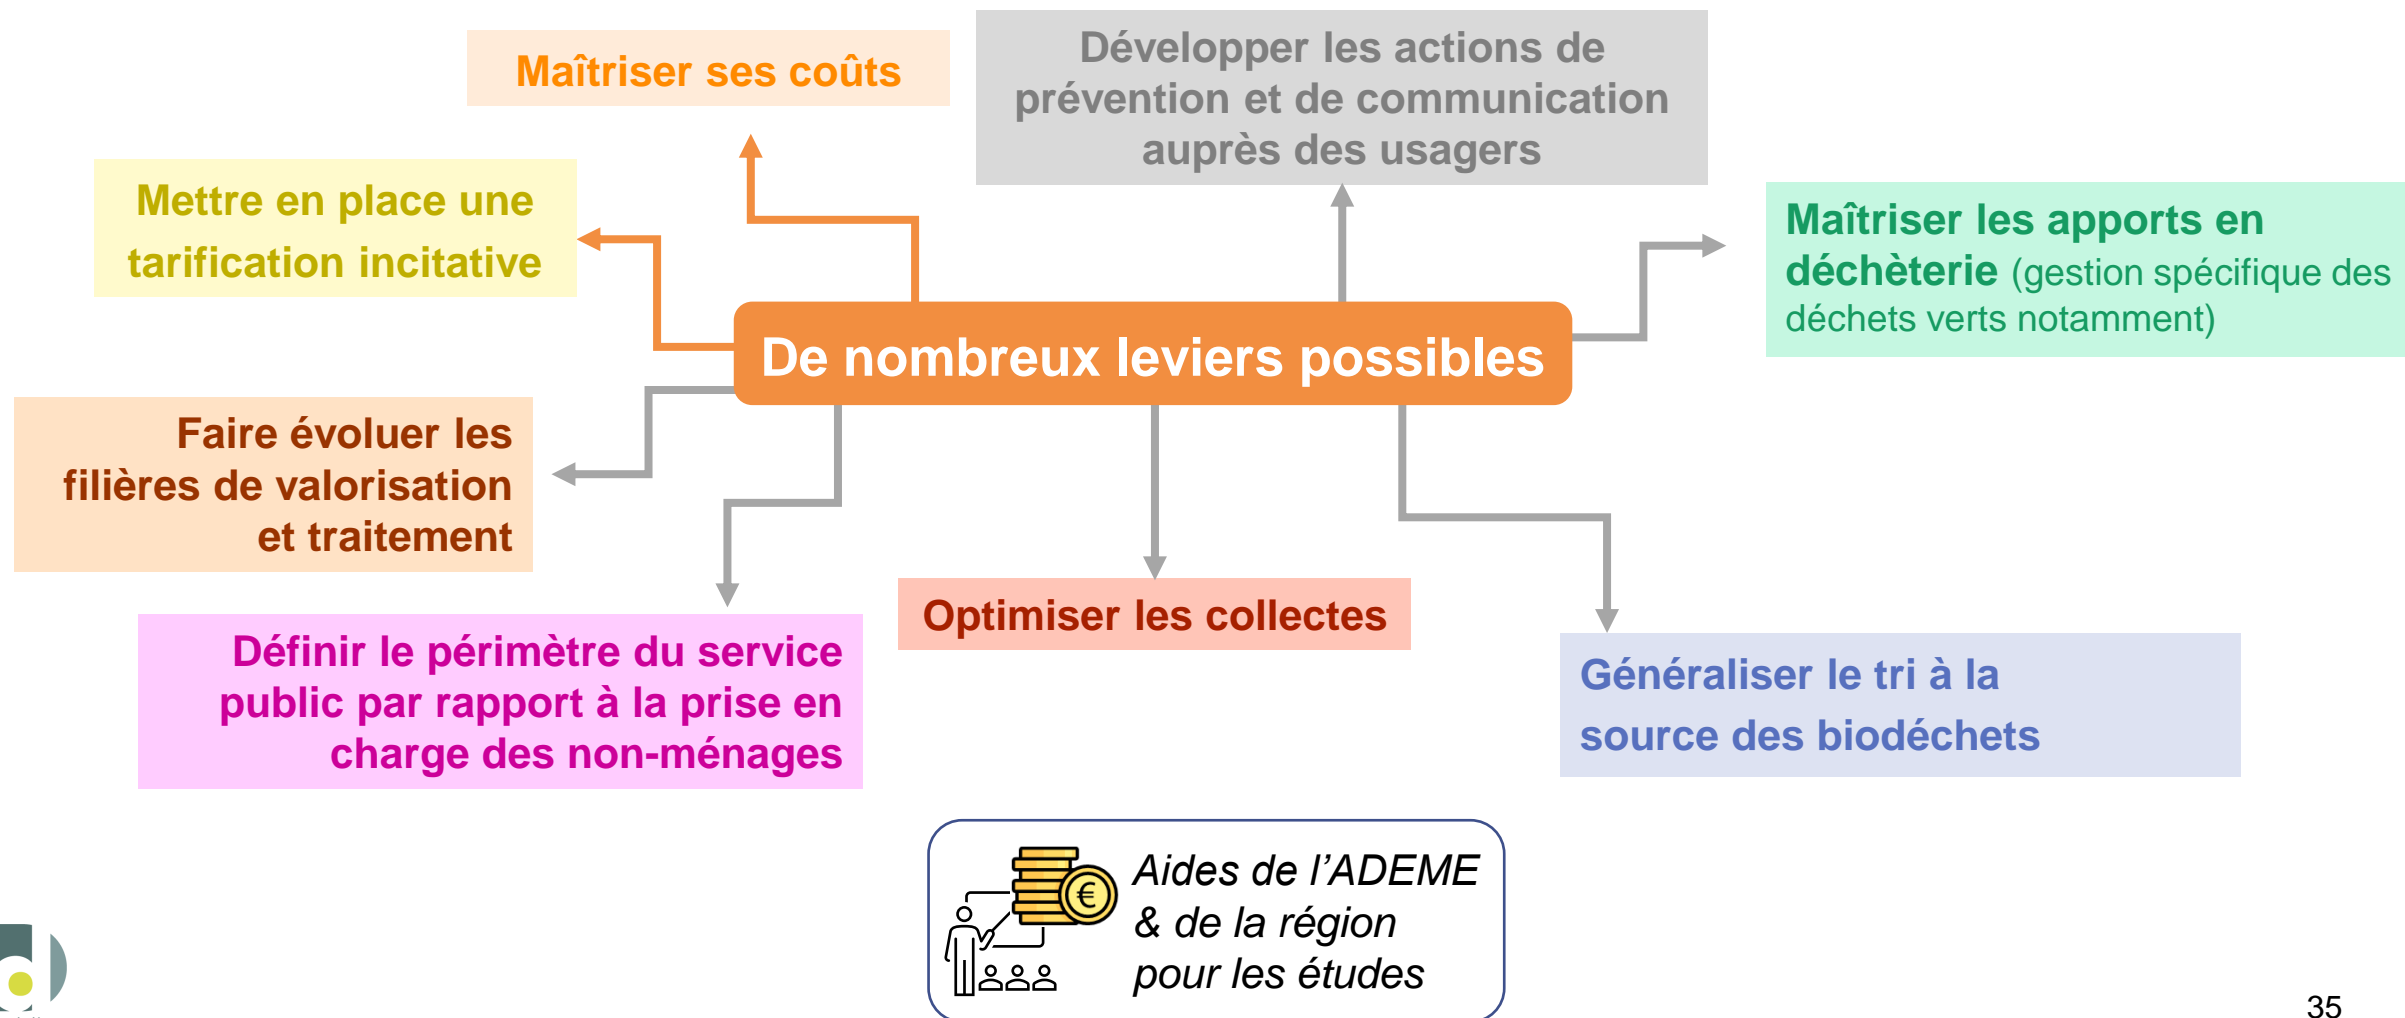 Maîtriser ses coûts
Développer les actions de
prévention et de communication
auprès des usagers
Mettre en place une
tarification incitative
Maîtriser les apports en
déchèterie (gestion spécifique des
déchets verts notamment)
De nombreux leviers possibles
Faire évoluer les
filières de valorisation
et traitement
Définir le périmètre du service
public par rapport à la prise en
charge des non-ménages
Optimiser les collectes
Généraliser le tri à la
source des biodéchets
€
Aides de l’ADEME
& de la région
pour les études
35